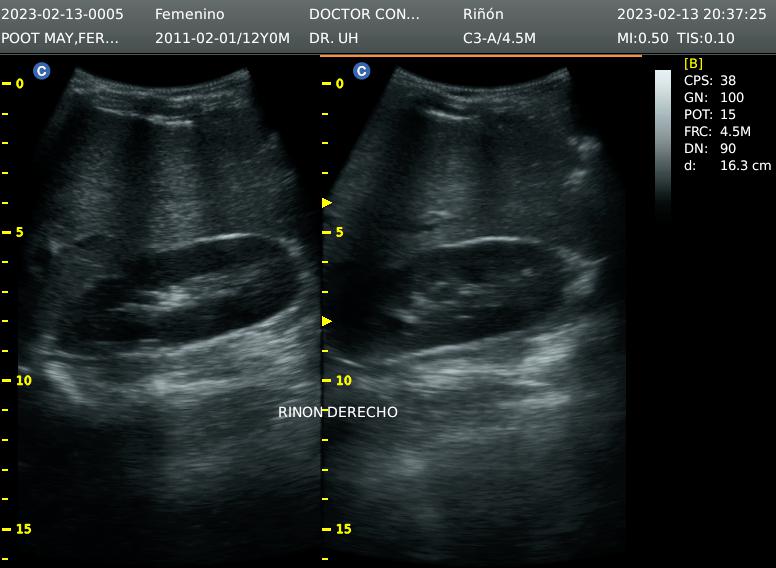 2023-02-13-0005 Femenino DOCTOR CON... Riñón 2023-02-13 20:37:25
POOT MAY,FER... 2011-02-01/12Y0M DR. UH C3-A/4.5M MI:0.50 TIS:0.10
[B]
CPS: 38
GN: 100
POT: 15
FRC: 4.5M
DN: 90
d: 16.3 cm
C C
0 0
5 5
10 10
RINON DERECHO
15 15